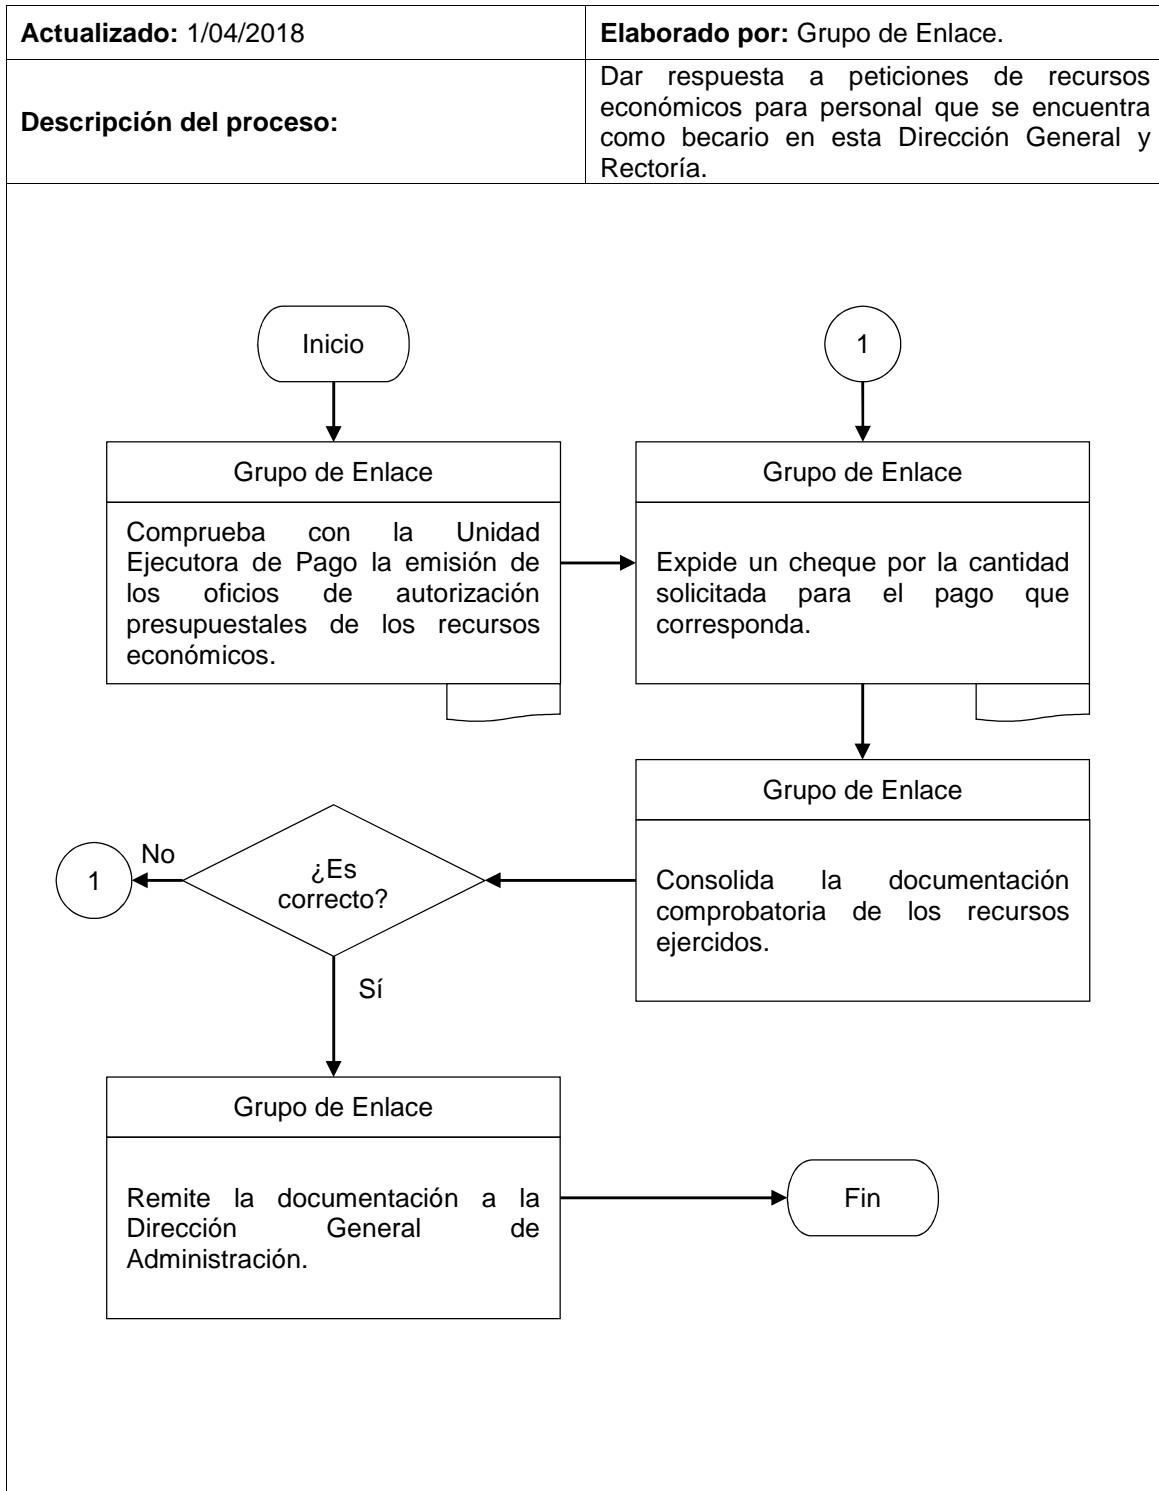 Actualizado: 1/04/2018
Elaborado por: Grupo de Enlace.
Descripción del proceso:
Dar respuesta a peticiones de recursos
económicos para personal que se encuentra
como becario en esta Dirección General y
Rectoría.
Inicio
1
Grupo de Enlace
Comprueba con la Unidad
Ejecutora de Pago la emisión de
los oficios de autorización
presupuestales de los recursos
económicos.
Grupo de Enlace
Expide un cheque por la cantidad
solicitada para el pago que
corresponda.
Grupo de Enlace
Consolida la documentación
comprobatoria de los recursos
ejercidos.
¿Es
correcto?
No
1
Sí
Grupo de Enlace
Remite la documentación a la
Dirección General de
Administración.
Fin